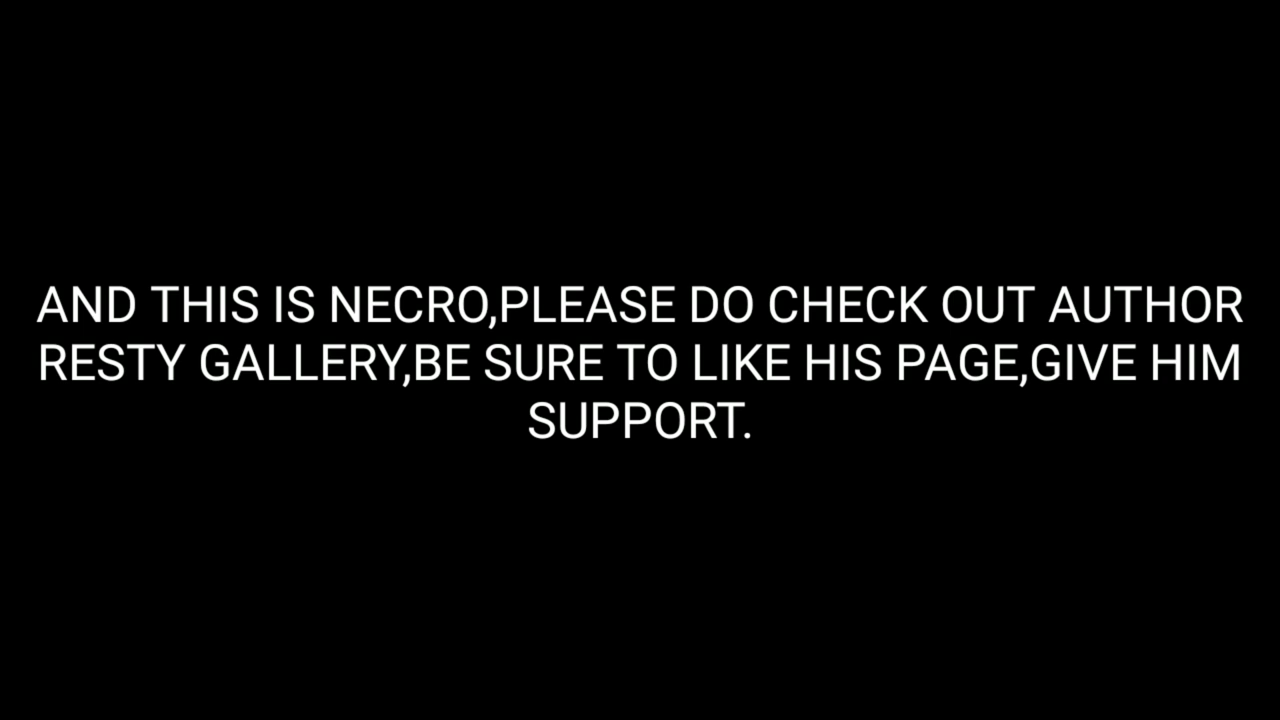 AND THIS IS NECRO,PLEASE DO CHECK OUT AUTHOR
RESTY GALLERY,BE SURE TO LIKE HIS PAGE,GIVE HIM
SUPPORT.